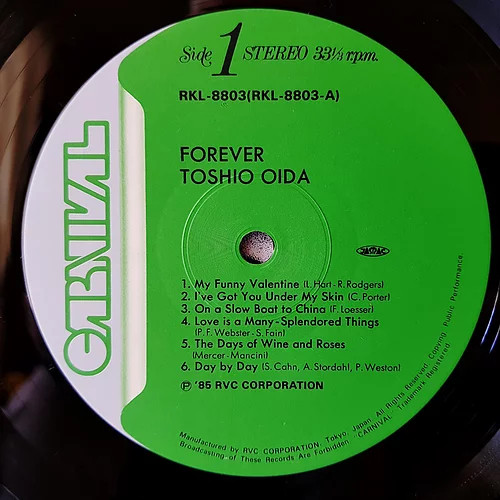 Side 1 STEREO 33⅓ r.p.m.
RKL-8803(RKL-8803-A)
FOREVER
TOSHIO OIDA
CARNIVAL
JASRAC
1. My Funny Valentine (L. Hart - R. Rodgers)
2. I've Got You Under My Skin (C. Porter)
3. On a Slow Boat to China (F. Loesser)
4. Love is a Many-Splendored Things
(P. F. Webster - S. Fain)
5. The Days of Wine and Roses
(Mercer - Mancini)
6. Day by Day (S. Cahn, A. Stordahl, P. Weston)
℗ '85 RVC CORPORATION
Manufactured by RVC CORPORATION, Tokyo, Japan. All Rights Reserved. Copying, Public Performance,
Broadcasting of These Records Are Forbidden "CARNIVAL" Trademark Registered.